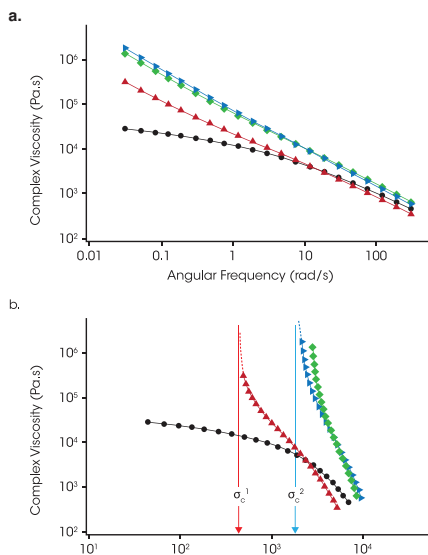 a.
Complex Viscosity (Pa.s)
10⁶
10⁵
10⁴
10³
10²
0.01 0.1 1 10 100
Angular Frequency (rad/s)
b.
Complex Viscosity (Pa.s)
10⁶
10⁵
10⁴
10³
10²
σc¹ σc²
10¹ 10² 10³ 10⁴